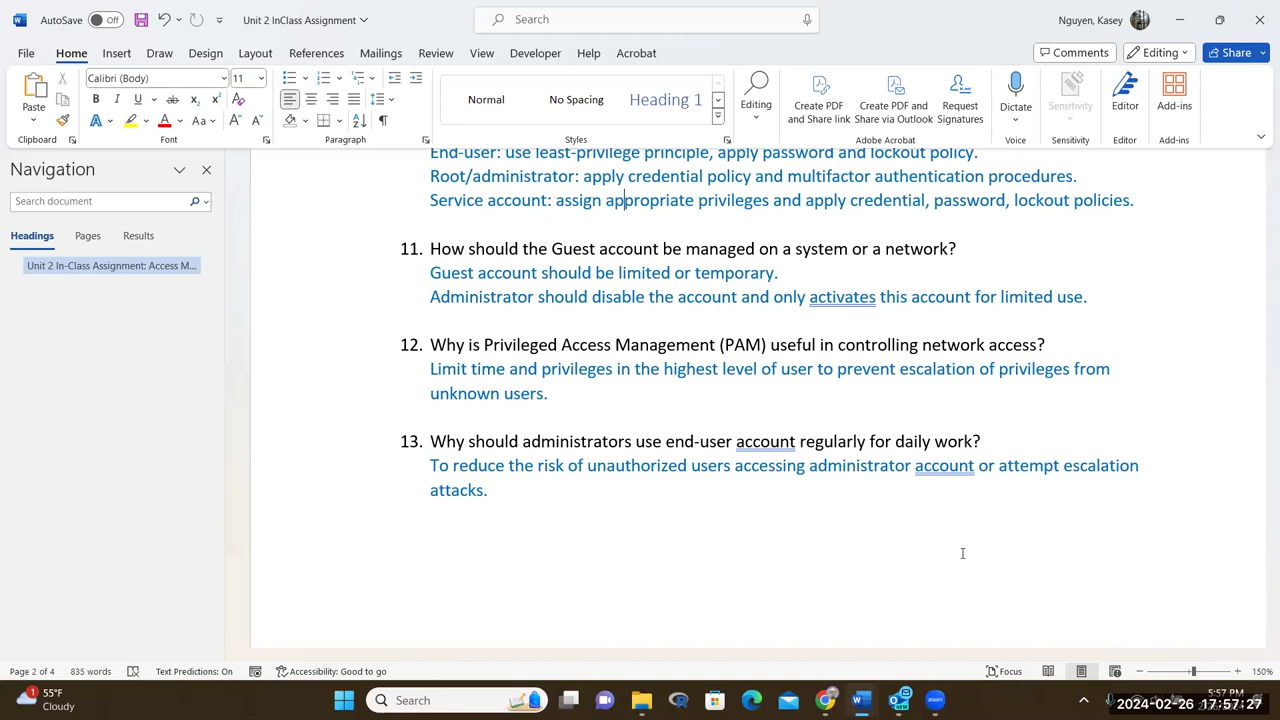 AutoSave Off Unit 2 InClass Assignment Search Nguyen, Kasey
File Home Insert Draw Design Layout References Mailings Review View Developer Help Acrobat Comments Editing Share
Calibri (Body) 11
Paste
Normal No Spacing Heading 1
Editing
Create PDF and Share link
Create PDF and Share via Outlook
Request Signatures
Dictate
Sensitivity
Editor
Add-ins
Clipboard Font Paragraph Styles Adobe Acrobat Voice Sensitivity Editor Add-ins
Navigation
Search document
Headings Pages Results
Unit 2 In-Class Assignment: Access M...
End-user: use least-privilege principle, apply password and lockout policy.
Root/administrator: apply credential policy and multifactor authentication procedures.
Service account: assign appropriate privileges and apply credential, password, lockout policies.
11. How should the Guest account be managed on a system or a network?
Guest account should be limited or temporary.
Administrator should disable the account and only activates this account for limited use.
12. Why is Privileged Access Management (PAM) useful in controlling network access?
Limit time and privileges in the highest level of user to prevent escalation of privileges from
unknown users.
13. Why should administrators use end-user account regularly for daily work?
To reduce the risk of unauthorized users accessing administrator account or attempt escalation
attacks.
Page 2 of 4 835 words Text Predictions: On Accessibility: Good to go Focus 150%
1 55°F
Cloudy
Search
5:57 PM
2024-02-26 17:57:27